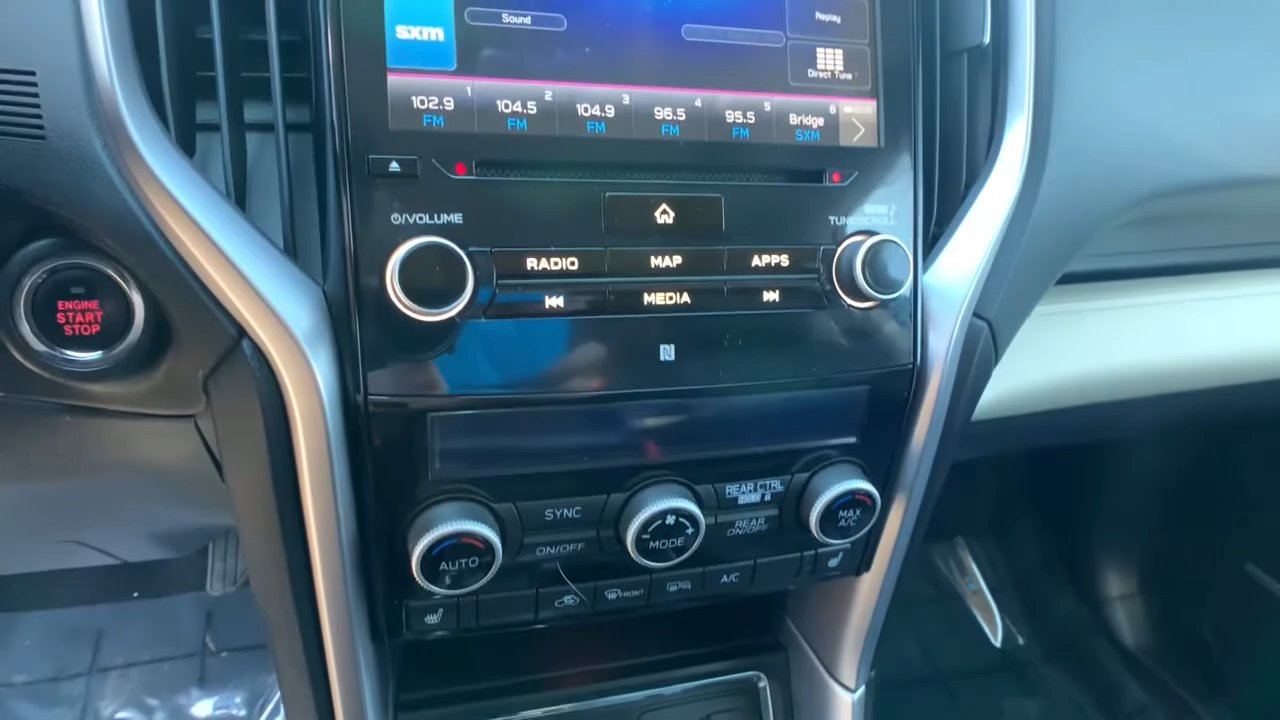 sxm
Sound
Replay
Direct Tune
1
102.9
FM
2
104.5
FM
3
104.9
FM
4
96.5
FM
5
95.5
FM
6
Bridge
SXM
/VOLUME
RADIO
MAP
APPS
MEDIA
N
ENGINE
START
STOP
SYNC
ON/OFF
AUTO
MODE
REAR CTRL
REAR
ON/OFF
MAX
A/C
FRONT
A/C